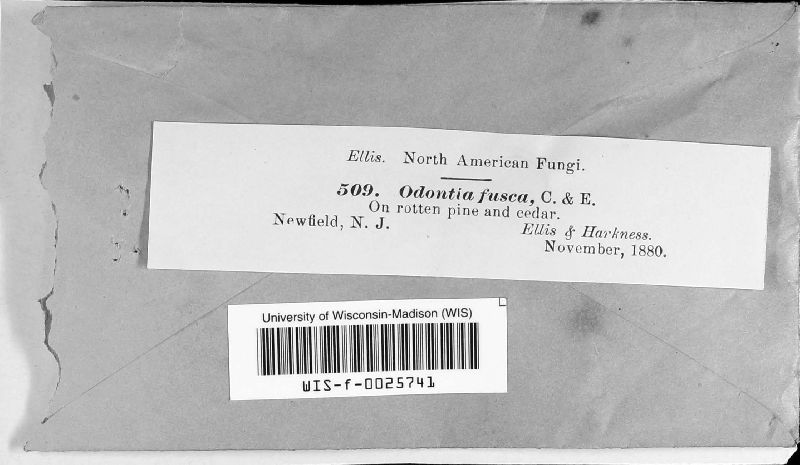 Ellis. North American Fungi.
509. Odontia fusca, C. & E.
On rotten pine and cedar.
Newfield, N. J.
Ellis & Harkness.
November, 1880.
University of Wisconsin-Madison (WIS)
WIS-f-0025741